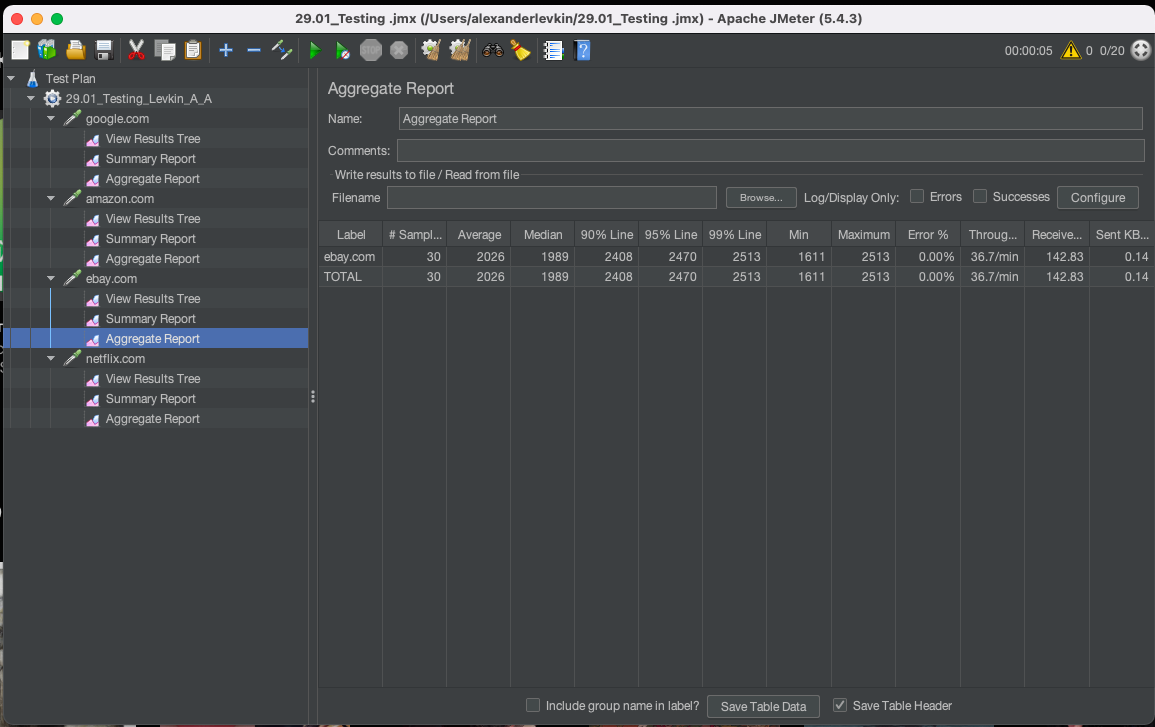 29.01_Testing .jmx (/Users/alexanderlevkin/29.01_Testing .jmx) - Apache JMeter (5.4.3)
STOP 00:00:05 0 0/20
Test Plan
29.01_Testing_Levkin_A_A
google.com
View Results Tree
Summary Report
Aggregate Report
amazon.com
View Results Tree
Summary Report
Aggregate Report
ebay.com
View Results Tree
Summary Report
Aggregate Report
netflix.com
View Results Tree
Summary Report
Aggregate Report
Aggregate Report
Name: Aggregate Report
Comments:
Write results to file / Read from file
Filename Browse... Log/Display Only: Errors Successes Configure
Label # Sampl... Average Median 90% Line 95% Line 99% Line Min Maximum Error % Throug... Receive... Sent KB...
ebay.com 30 2026 1989 2408 2470 2513 1611 2513 0.00% 36.7/min 142.83 0.14
TOTAL 30 2026 1989 2408 2470 2513 1611 2513 0.00% 36.7/min 142.83 0.14
Include group name in label? Save Table Data Save Table Header